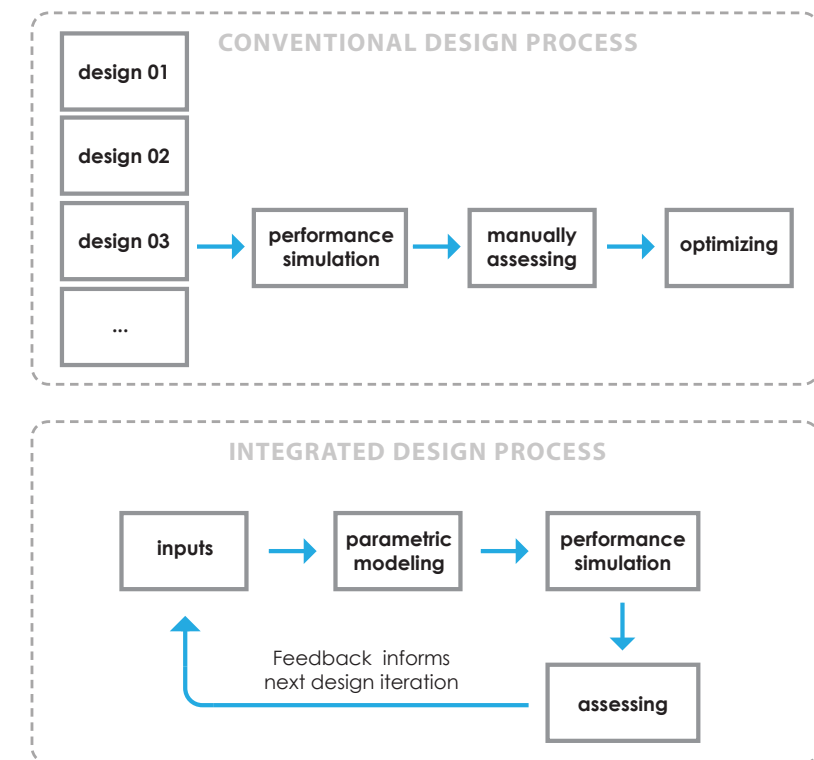 CONVENTIONAL DESIGN PROCESS
design 01
design 02
design 03
...
performance
simulation
manually
assessing
optimizing
INTEGRATED DESIGN PROCESS
inputs
parametric
modeling
performance
simulation
Feedback informs
next design iteration
assessing